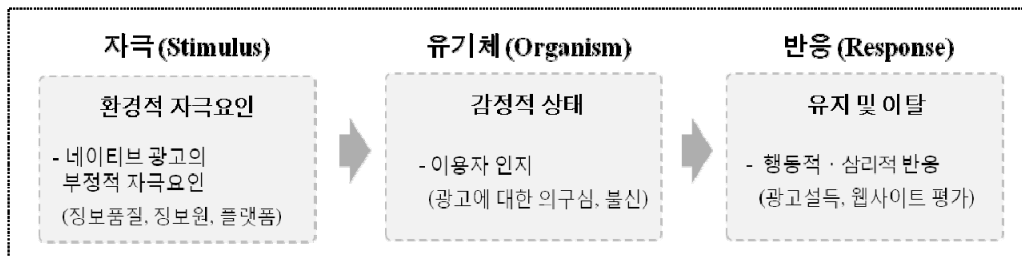 자극(Stimulus)
환경적 자극요인
- 네이티브 광고의
부정적 자극요인
(정보품질, 정보원, 플랫폼)
유기체(Organism)
감정적 상태
- 이용자 인지
(광고에 대한 의구심, 불신)
반응(Response)
유지 및 이탈
- 행동적 · 심리적 반응
(광고설득, 웹사이트 평가)